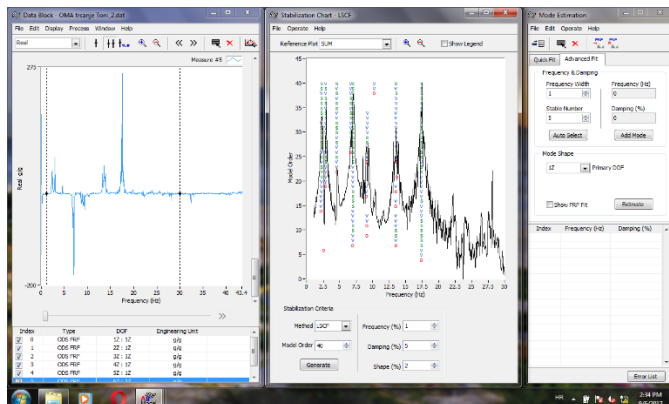 Data Block - OMA trcanje Toni_2.dat
File Edit Display Process Window Help
Real
Measure #5
275
Real g/g
-200
0 5 10 15 20 25 30 35 40 43.4
Frequency (Hz)
Index Type DOF Engineering Unit
0 ODS FRF 1Z : 1Z g/g
1 ODS FRF 2Z : 1Z g/g
2 ODS FRF 3Z : 1Z g/g
3 ODS FRF 4Z : 1Z g/g
4 ODS FRF 5Z : 1Z g/g
Stabilization Chart - LSCF
File Operate Help
Reference Plot SUM
Show Legend
45
40
35
30
25
20
15
10
5
0
Model Order
0 2.5 5 7.5 10 12.5 15 17.5 20 22.5 25 27.5 30
Frequency (Hz)
Stabilization Criteria
Method LSCF
Frequency (%) 1
Model Order 40
Damping (%) 5
Generate
Shape (%) 2
Mode Estimation
File Edit Operate Help
Quick Fit Advanced Fit
Frequency & Damping
Frequency Width Frequency (Hz)
1 0
Stable Number Damping (%)
5 0
Auto Select Add Mode
Mode Shape
1Z Primary DOF
Show FRF Fit Estimate
Index Frequency (Hz) Damping (%)
Error List
HR
2:34 PM